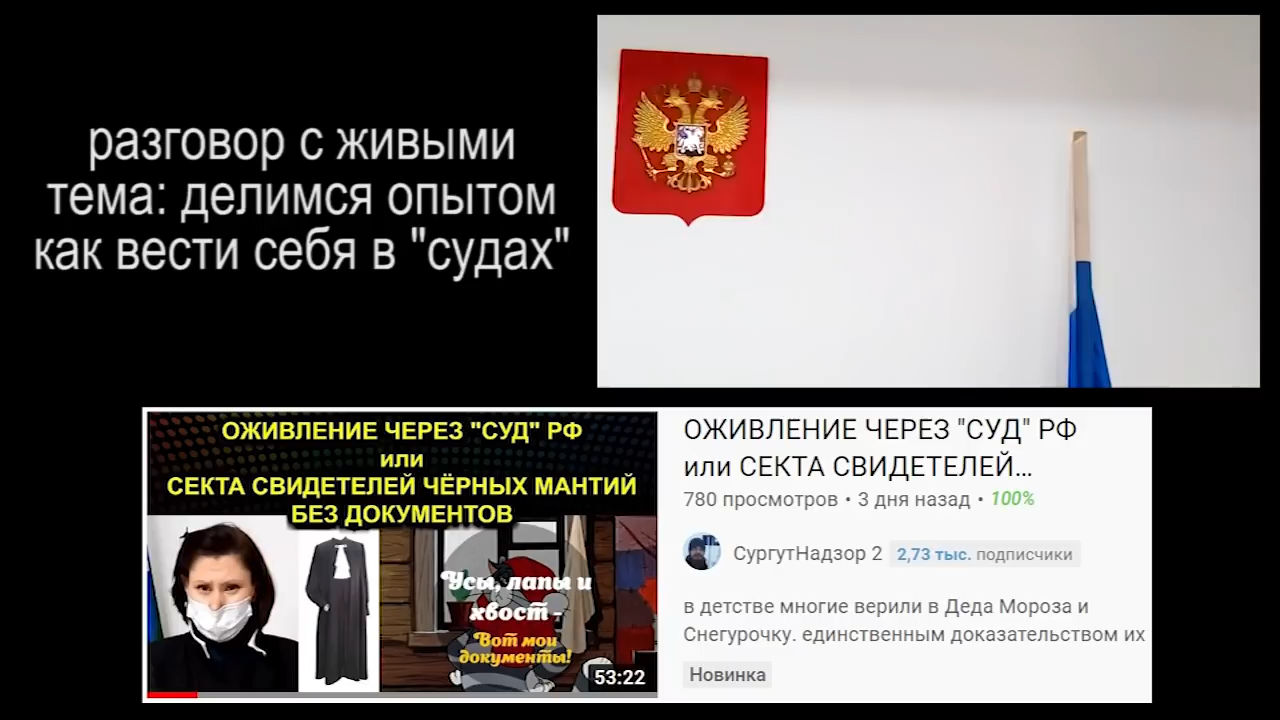 разговор с живыми
тема: делимся опытом
как вести себя в "судах"
ОЖИВЛЕНИЕ ЧЕРЕЗ "СУД" РФ
или
СЕКТА СВИДЕТЕЛЕЙ ЧЁРНЫХ МАНТИЙ
БЕЗ ДОКУМЕНТОВ
Усы, лапы и
хвост -
Вот мои
документы!
53:22
ОЖИВЛЕНИЕ ЧЕРЕЗ "СУД" РФ
или СЕКТА СВИДЕТЕЛЕЙ...
780 просмотров • 3 дня назад • 100%
СургутНадзор 2 2,73 тыс. подписчики
в детстве многие верили в Деда Мороза и
Снегурочку. единственным доказательством их
Новинка